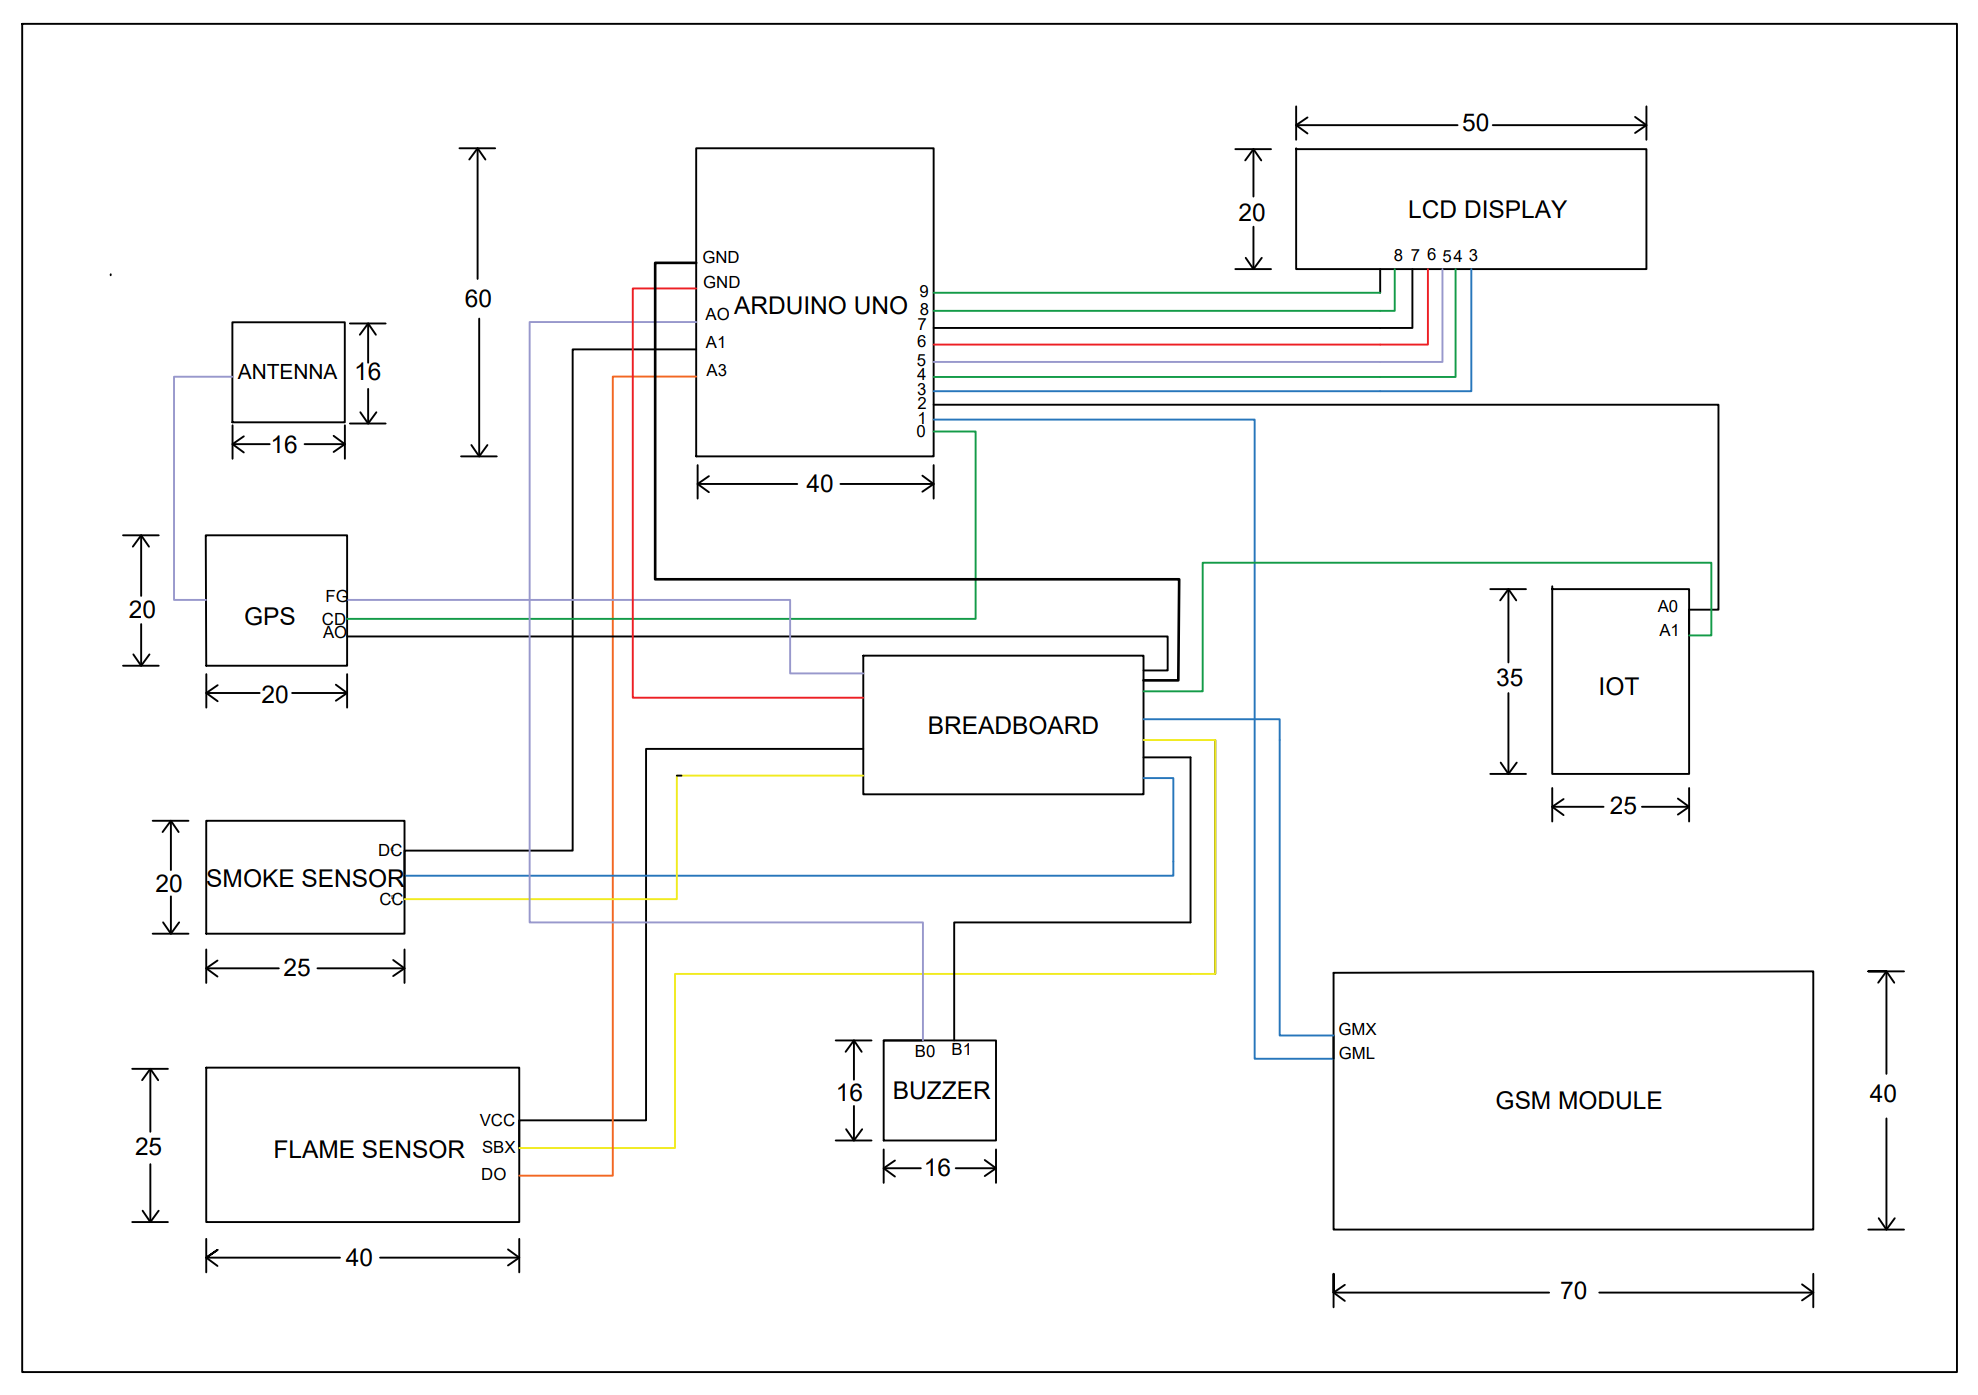 50
LCD DISPLAY
20
8 7 6 5 4 3
60
GND
GND
AO
A1
A3
ARDUINO UNO
9
8
7
6
5
4
3
2
1
0
40
ANTENNA
16
16
GPS
FG
CD
AO
20
20
BREADBOARD
A0
A1
IOT
35
25
DC
SMOKE SENSOR
CC
20
25
VCC
SBX
DO
FLAME SENSOR
25
40
B0 B1
BUZZER
16
16
GMX
GML
GSM MODULE
40
70